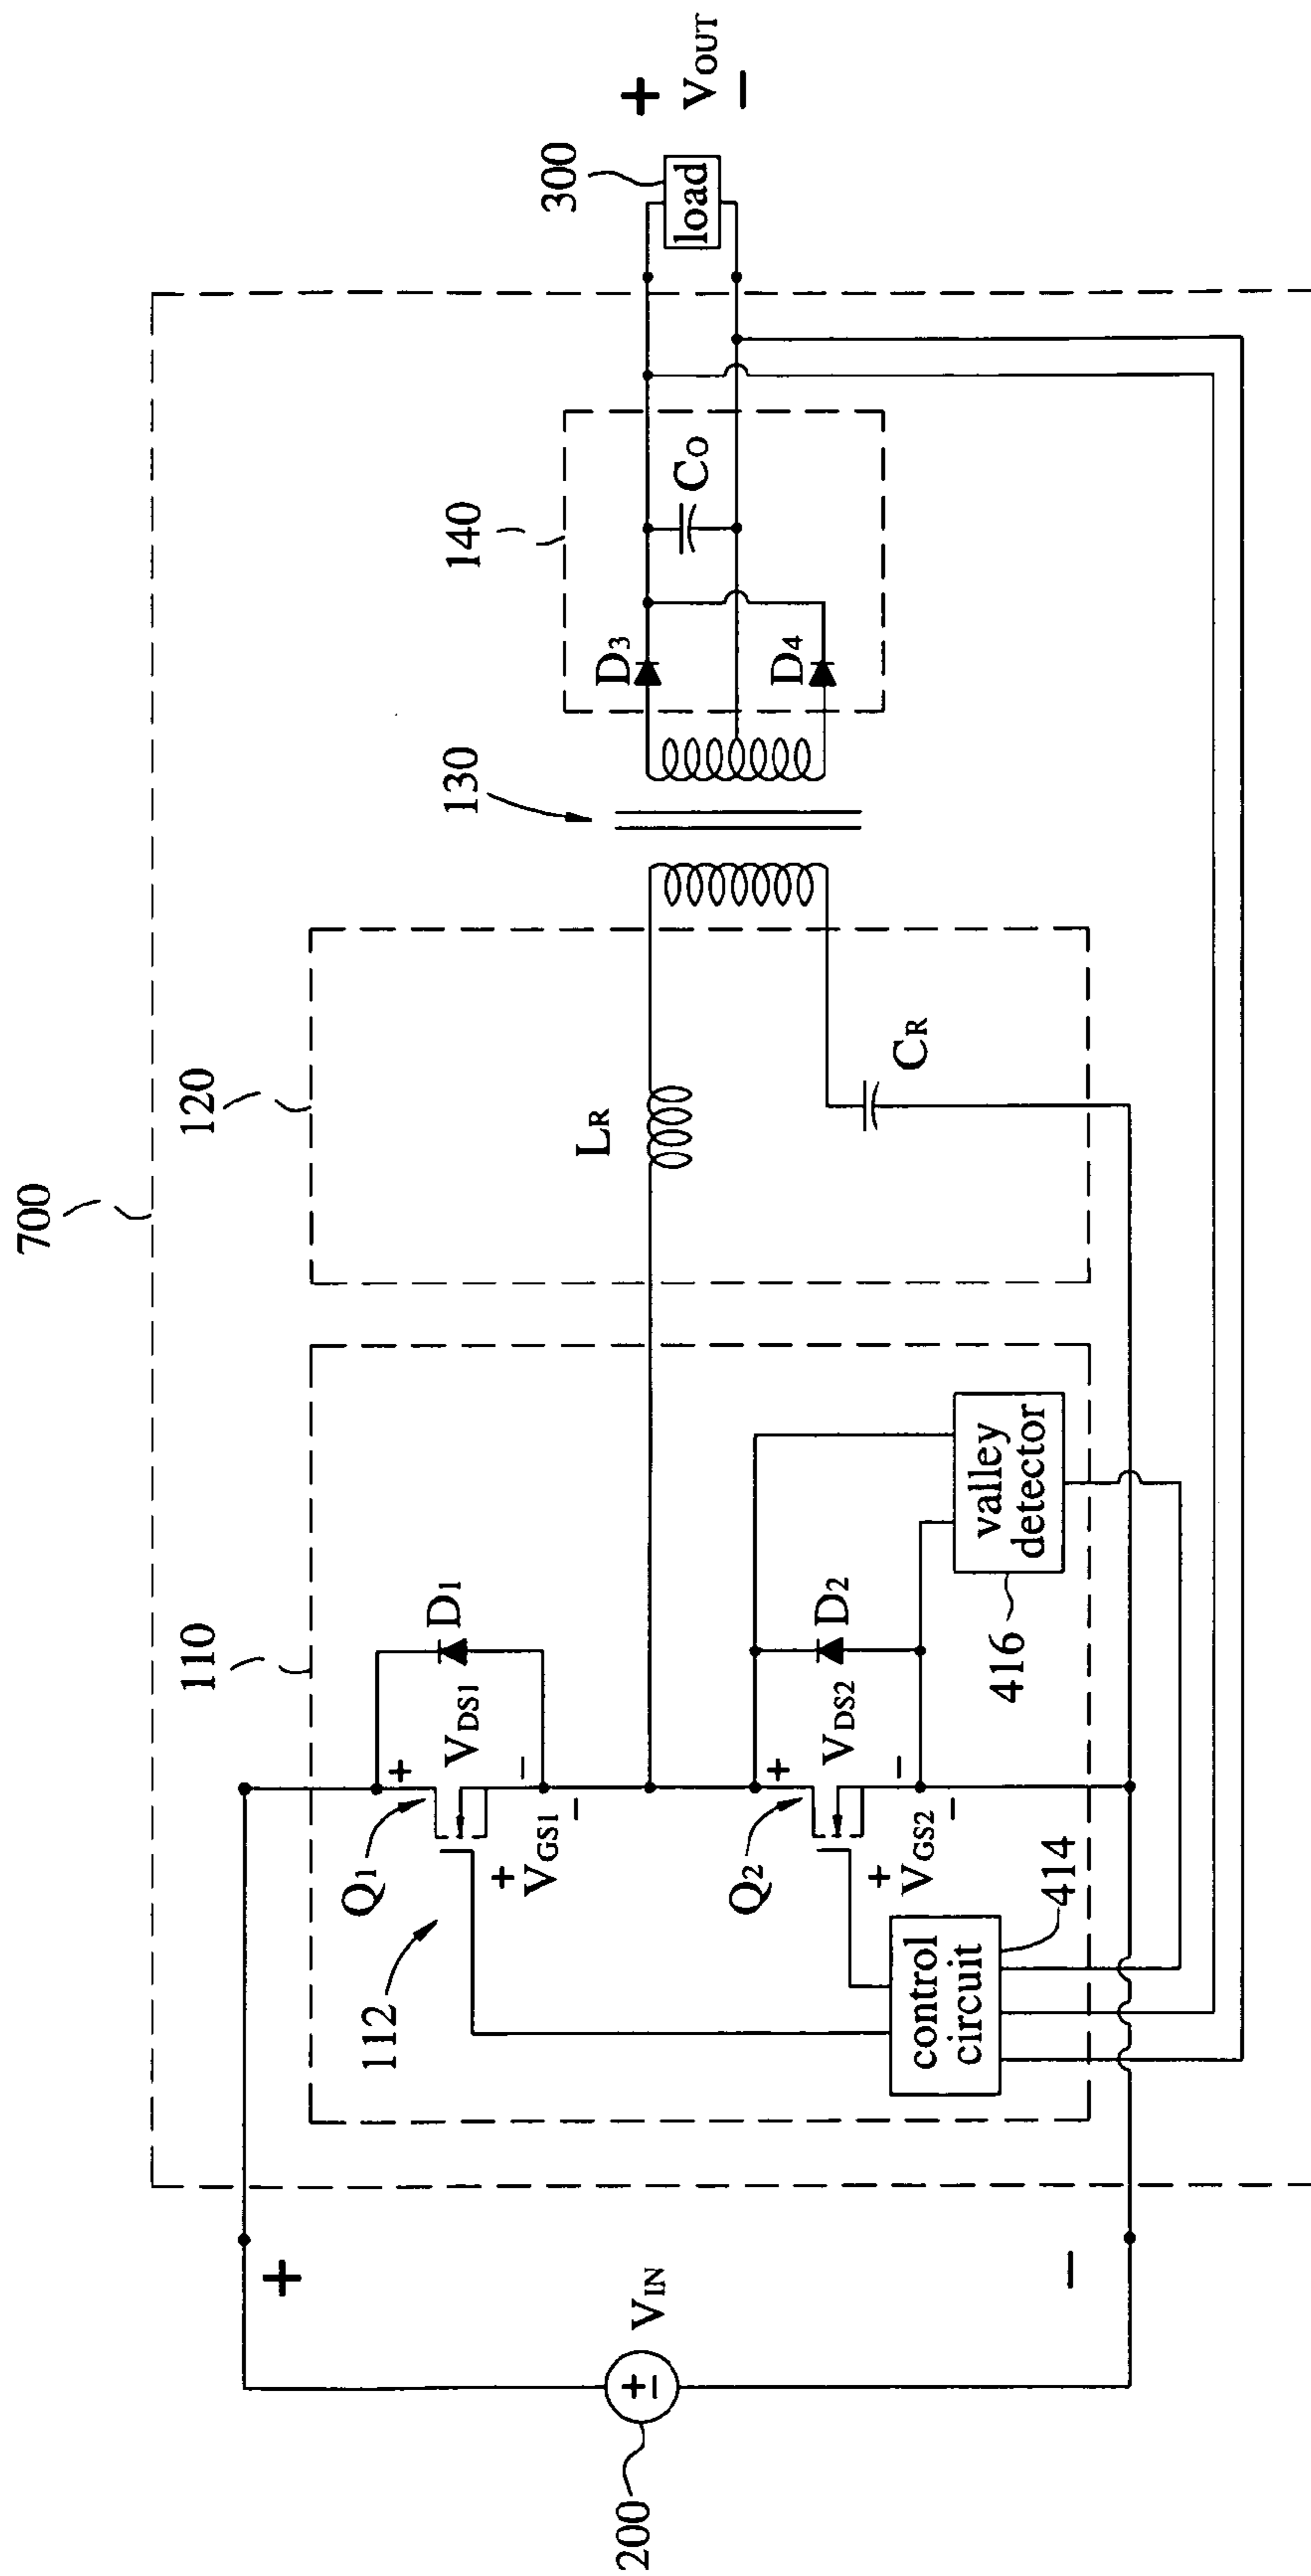 700
110
120
130
140
300
+
VOUT
−
load
D3
D4
CO
LR
CR
Q1
+
VDS1
−
D1
112
+
VGS1
−
Q2
+
VDS2
−
D2
+
VGS2
−
control
circuit
414
valley
detector
416
+
VIN
−
+
−
200